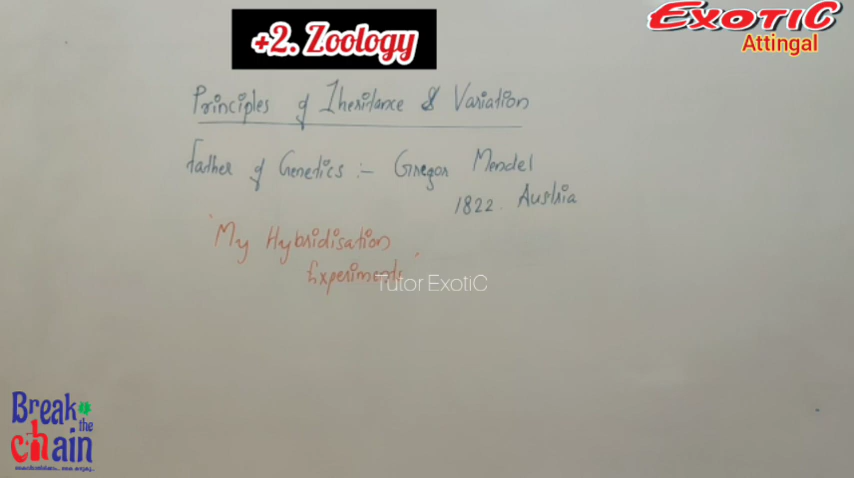 +2. Zoology
EXOTIC
Attingal
Principles of Iheritance & Variation
Father of Genetics :- Gregor Mendel
1822. Austria
"My Hybridisation
Experiments"
Tutor ExotiC
Break
the
chain